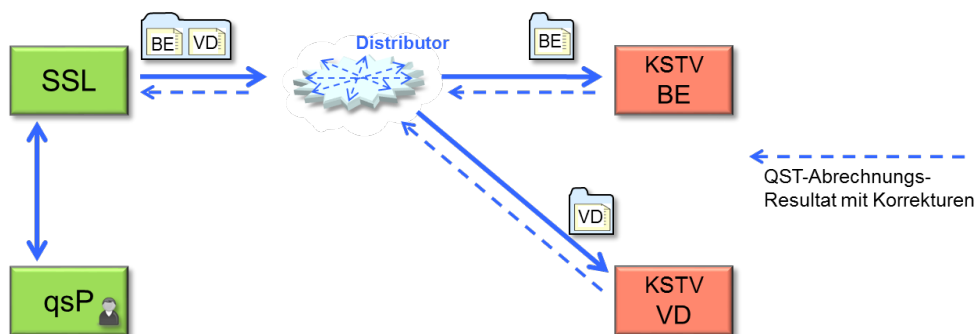 BE VD
Distributor
BE
SSL
KSTV
BE
QST-Abrechnungs-
Resultat mit Korrekturen
VD
qsP
KSTV
VD